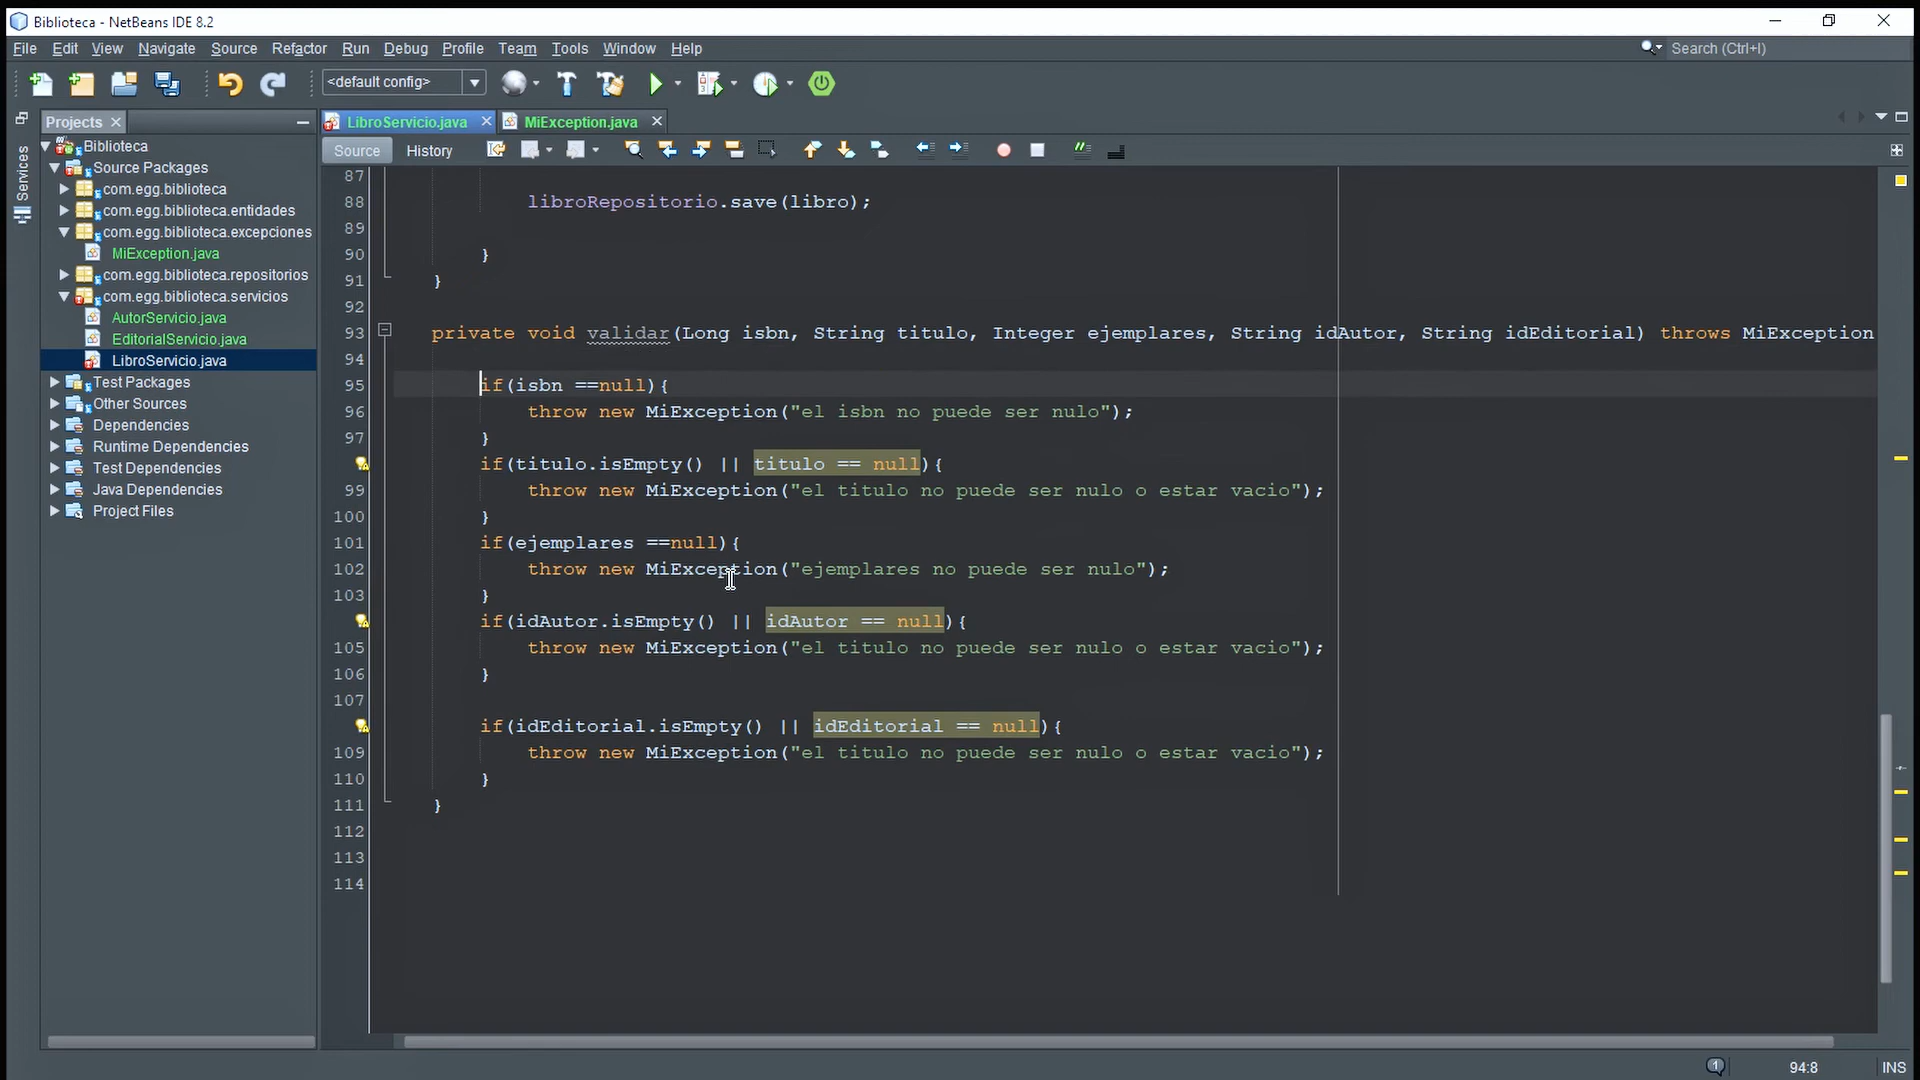 Biblioteca - NetBeans IDE 8.2
File Edit View Navigate Source Refactor Run Debug Profile Team Tools Window Help
Search (Ctrl+I)
<default config>
Services
Projects
Biblioteca
Source Packages
com.egg.biblioteca
com.egg.biblioteca.entidades
com.egg.biblioteca.excepciones
MiException.java
com.egg.biblioteca.repositorios
com.egg.biblioteca.servicios
AutorServicio.java
EditorialServicio.java
LibroServicio.java
Test Packages
Other Sources
Dependencies
Runtime Dependencies
Test Dependencies
Java Dependencies
Project Files
LibroServicio.java MiException.java
Source History
87
88 libroRepositorio.save(libro);
89
90 }
91 }
92
93 private void validar(Long isbn, String titulo, Integer ejemplares, String idAutor, String idEditorial) throws MiException
94
95 if(isbn ==null){
96 throw new MiException("el isbn no puede ser nulo");
97 }
if(titulo.isEmpty() || titulo == null){
99 throw new MiException("el titulo no puede ser nulo o estar vacio");
100 }
101 if(ejemplares ==null){
102 throw new MiException("ejemplares no puede ser nulo");
103 }
if(idAutor.isEmpty() || idAutor == null){
105 throw new MiException("el titulo no puede ser nulo o estar vacio");
106 }
107
if(idEditorial.isEmpty() || idEditorial == null){
109 throw new MiException("el titulo no puede ser nulo o estar vacio");
110 }
111 }
112
113
114
1 94:8 INS